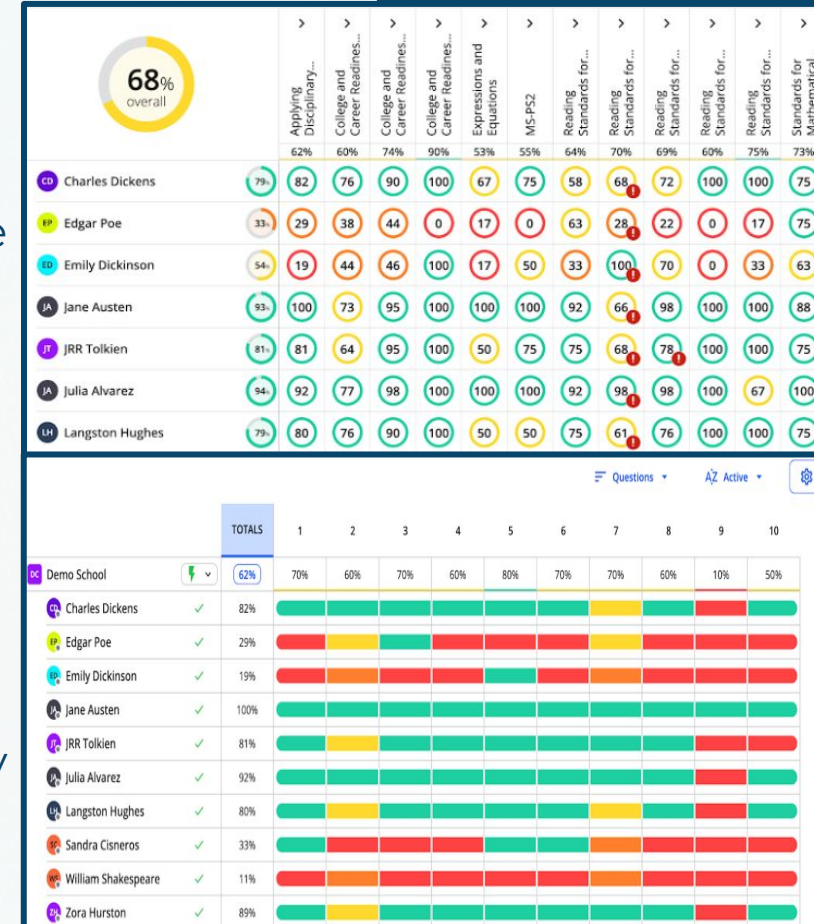 68%
overall
Applying Disciplinary...
College and Career Readines...
College and Career Readines...
College and Career Readines...
Expressions and Equations
MS-PS2
Reading Standards for...
Reading Standards for...
Reading Standards for...
Reading Standards for...
Reading Standards for...
Standards for Mathematical
62% 60% 74% 90% 53% 55% 64% 70% 69% 60% 75% 73%
CD Charles Dickens 79% 82 76 90 100 67 75 58 68 ! 72 100 100 75
EP Edgar Poe 33% 29 38 44 0 17 0 63 28 ! 22 0 17 75
ED Emily Dickinson 54% 19 44 46 100 17 50 33 100 ! 70 0 33 63
JA Jane Austen 93% 100 73 95 100 100 100 92 66 ! 98 100 100 88
JT JRR Tolkien 81% 81 64 95 100 50 75 75 68 ! 78 ! 100 100 75
JA Julia Alvarez 94% 92 77 98 100 100 100 92 98 ! 98 100 67 100
LH Langston Hughes 79% 80 76 90 100 50 50 75 61 ! 76 100 100 75
Questions AZ Active
TOTALS 1 2 3 4 5 6 7 8 9 10
DC Demo School 62% 70% 60% 70% 60% 80% 70% 70% 60% 10% 50%
CD Charles Dickens 82%
EP Edgar Poe 29%
ED Emily Dickinson 19%
JA Jane Austen 100%
JT JRR Tolkien 81%
JA Julia Alvarez 92%
LH Langston Hughes 80%
SC Sandra Cisneros 33%
WS William Shakespeare 11%
ZH Zora Hurston 89%